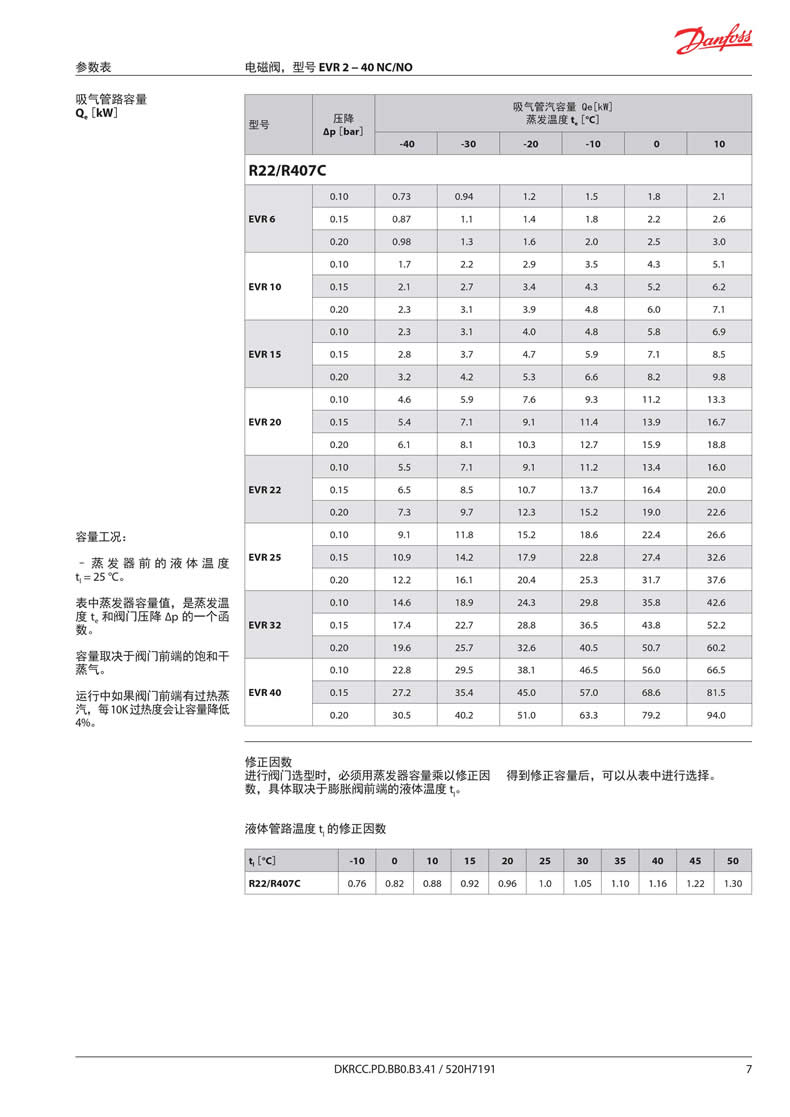 Danfoss
参数表 电磁阀，型号 EVR 2 – 40 NC/NO
吸气管路容量
Qe [kW]
型号 压降 Δp [bar] 吸气管汽容量 Qe[kW]
蒸发温度 te [°C]
-40 -30 -20 -10 0 10
R22/R407C
EVR 6
0.10 0.73 0.94 1.2 1.5 1.8 2.1
0.15 0.87 1.1 1.4 1.8 2.2 2.6
0.20 0.98 1.3 1.6 2.0 2.5 3.0
EVR 10
0.10 1.7 2.2 2.9 3.5 4.3 5.1
0.15 2.1 2.7 3.4 4.3 5.2 6.2
0.20 2.3 3.1 3.9 4.8 6.0 7.1
EVR 15
0.10 2.3 3.1 4.0 4.8 5.8 6.9
0.15 2.8 3.7 4.7 5.9 7.1 8.5
0.20 3.2 4.2 5.3 6.6 8.2 9.8
EVR 20
0.10 4.6 5.9 7.6 9.3 11.2 13.3
0.15 5.4 7.1 9.1 11.4 13.9 16.7
0.20 6.1 8.1 10.3 12.7 15.9 18.8
EVR 22
0.10 5.5 7.1 9.1 11.2 13.4 16.0
0.15 6.5 8.5 10.7 13.7 16.4 20.0
0.20 7.3 9.7 12.3 15.2 19.0 22.6
EVR 25
0.10 9.1 11.8 15.2 18.6 22.4 26.6
0.15 10.9 14.2 17.9 22.8 27.4 32.6
0.20 12.2 16.1 20.4 25.3 31.7 37.6
EVR 32
0.10 14.6 18.9 24.3 29.8 35.8 42.6
0.15 17.4 22.7 28.8 36.5 43.8 52.2
0.20 19.6 25.7 32.6 40.5 50.7 60.2
EVR 40
0.10 22.8 29.5 38.1 46.5 56.0 66.5
0.15 27.2 35.4 45.0 57.0 68.6 81.5
0.20 30.5 40.2 51.0 63.3 79.2 94.0
容量工况：
– 蒸发器前的液体温度
tl = 25 °C。
表中蒸发器容量值，是蒸发温
度 te 和阀门压降 Δp 的一个函
数。
容量取决于阀门前端的饱和干
蒸气。
运行中如果阀门前端有过热蒸
汽，每10K过热度会让容量降低
4%。
修正因数
进行阀门选型时，必须用蒸发器容量乘以修正因
数，具体取决于膨胀阀前端的液体温度 tl。
得到修正容量后，可以从表中进行选择。
液体管路温度 tl 的修正因数
tl [°C] -10 0 10 15 20 25 30 35 40 45 50
R22/R407C 0.76 0.82 0.88 0.92 0.96 1.0 1.05 1.10 1.16 1.22 1.30
DKRCC.PD.BB0.B3.41 / 520H7191 7